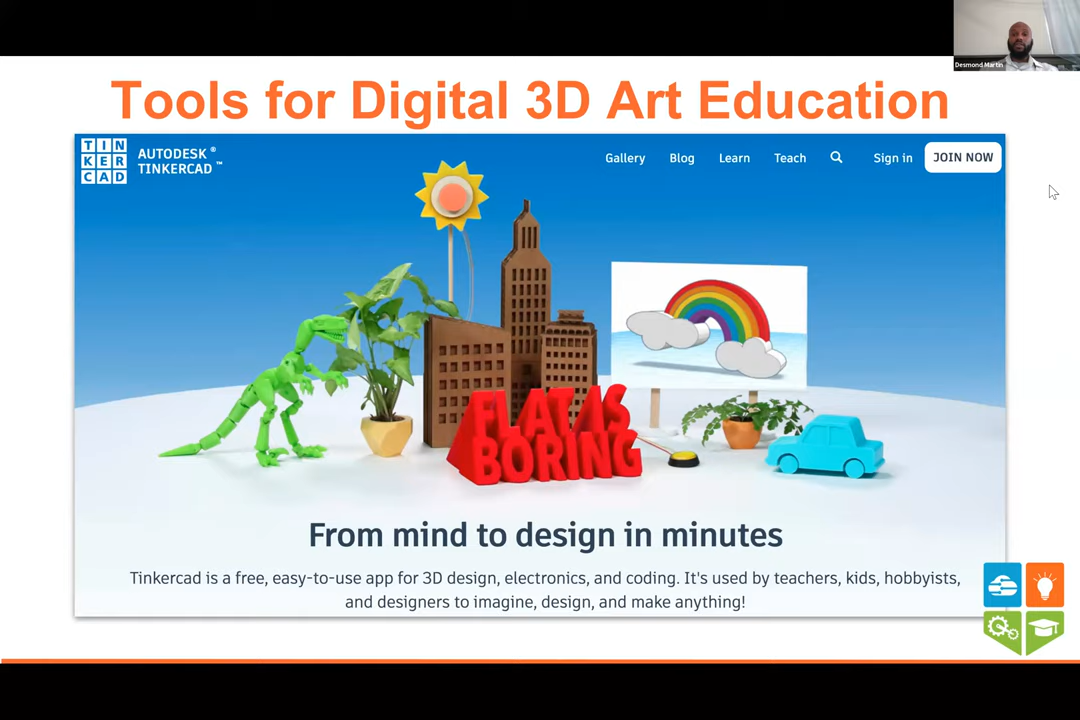 Desmond Martin
Tools for Digital 3D Art Education
TIN
KER
CAD
AUTODESK®
TINKERCAD™
Gallery Blog Learn Teach Sign in JOIN NOW
FLAT IS
BORING
From mind to design in minutes
Tinkercad is a free, easy-to-use app for 3D design, electronics, and coding. It's used by teachers, kids, hobbyists,
and designers to imagine, design, and make anything!